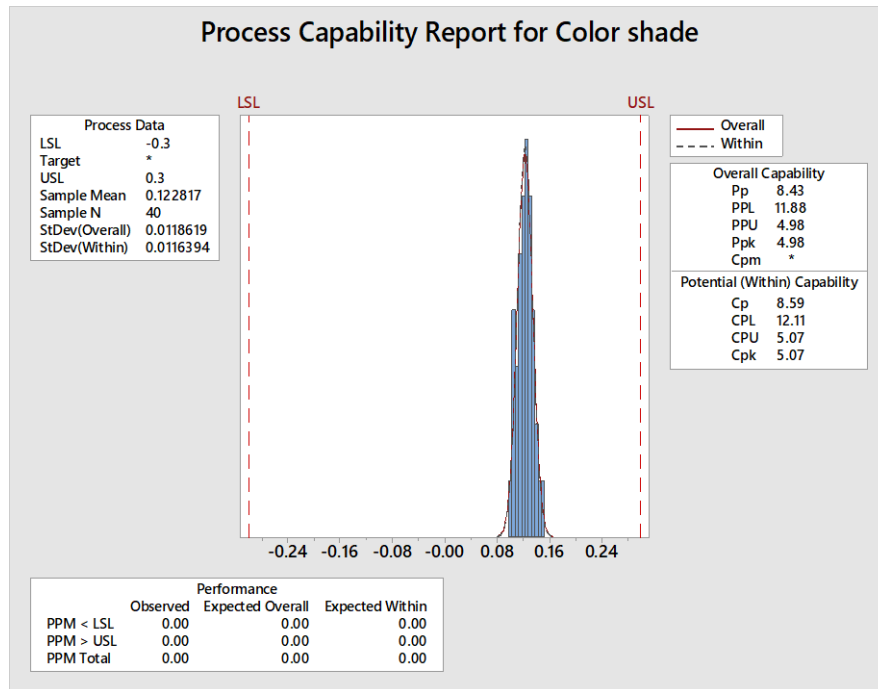 Process Capability Report for Color shade
LSL USL
Process Data
LSL -0.3
Target *
USL 0.3
Sample Mean 0.122817
Sample N 40
StDev(Overall) 0.0118619
StDev(Within) 0.0116394
Overall
Within
Overall Capability
Pp 8.43
PPL 11.88
PPU 4.98
Ppk 4.98
Cpm *
Potential (Within) Capability
Cp 8.59
CPL 12.11
CPU 5.07
Cpk 5.07
-0.24 -0.16 -0.08 -0.00 0.08 0.16 0.24
Performance
Observed Expected Overall Expected Within
PPM < LSL 0.00 0.00 0.00
PPM > USL 0.00 0.00 0.00
PPM Total 0.00 0.00 0.00